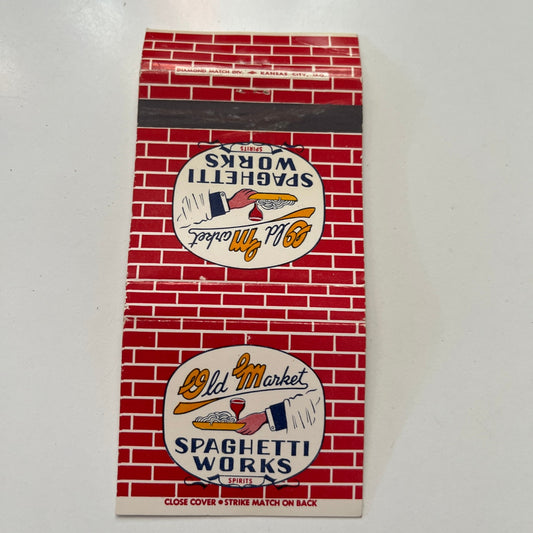 DIAMOND MATCH DIV. KANSAS CITY, MO.
SPIRITS
SPAGHETTI
WORKS
Old Market
Old Market
SPAGHETTI
WORKS
SPIRITS
CLOSE COVER • STRIKE MATCH ON BACK